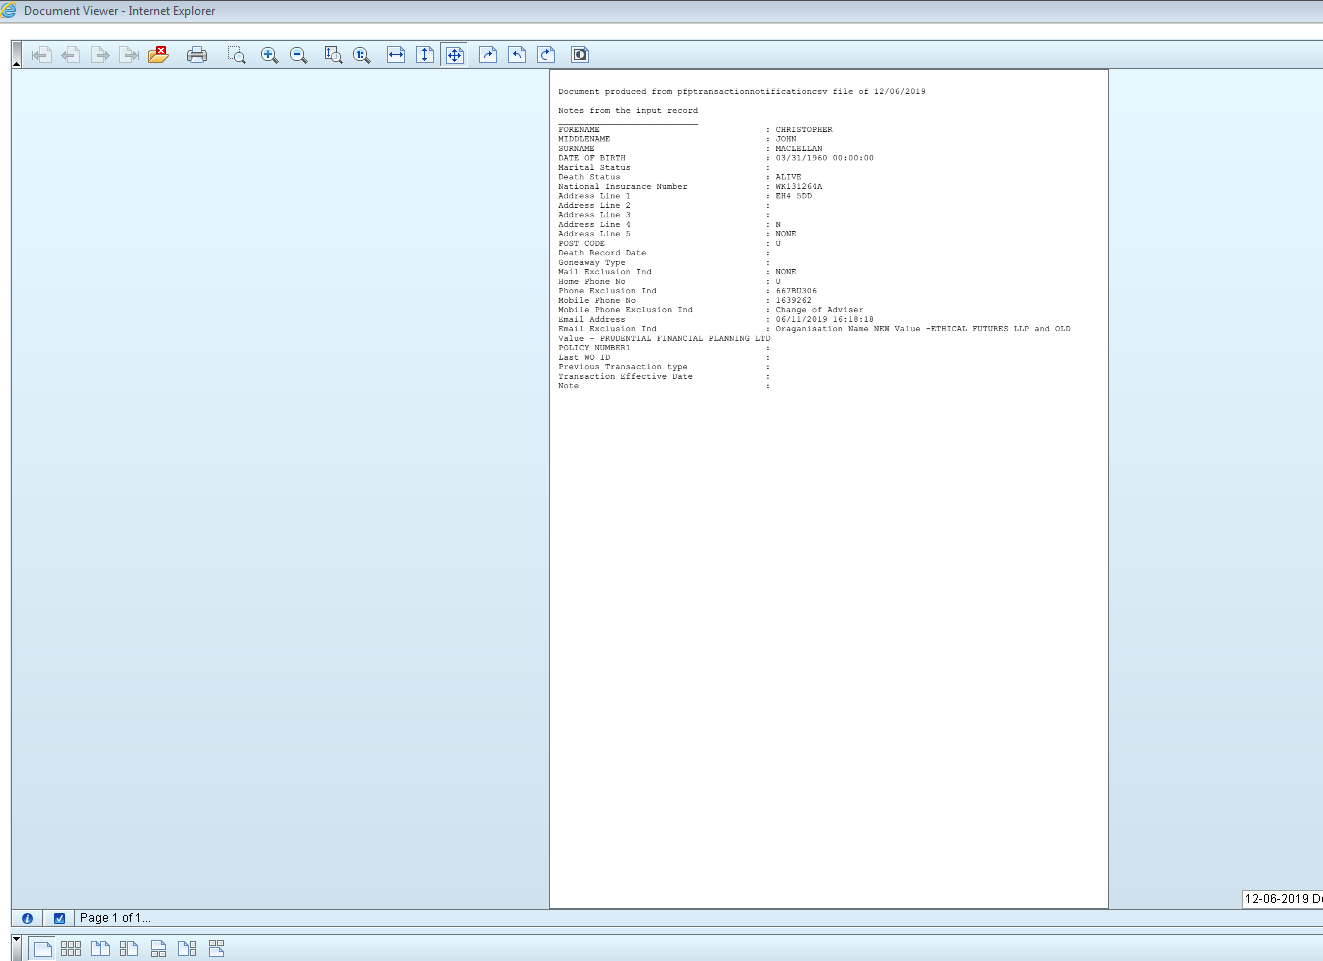 Document Viewer - Internet Explorer
Document produced from pfptransactionnotificationcsv file of 12/06/2019
Notes from the input record
FORENAME : CHRISTOPHER
MIDDLENAME : JOHN
SURNAME : MACLELLAN
DATE OF BIRTH : 03/31/1960 00:00:00
Marital Status :
Death Status : ALIVE
National Insurance Number : WK131264A
Address Line 1 : EH4 5DD
Address Line 2 :
Address Line 3 :
Address Line 4 : N
Address Line 5 : NONE
POST CODE : U
Death Record Date :
Goneaway Type :
Mail Exclusion Ind : NONE
Home Phone No : U
Phone Exclusion Ind : 667BU306
Mobile Phone No : 1639262
Mobile Phone Exclusion Ind : Change of Adviser
Email Address : 06/11/2019 16:18:18
Email Exclusion Ind : Oraganisation Name NEW Value -ETHICAL FUTURES LLP and OLD
Value - PRUDENTIAL FINANCIAL PLANNING LTD
POLICY NUMBER1 :
Last WO ID :
Previous Transaction type :
Transaction Effective Date :
Note :
12-06-2019 Do
Page 1 of 1...